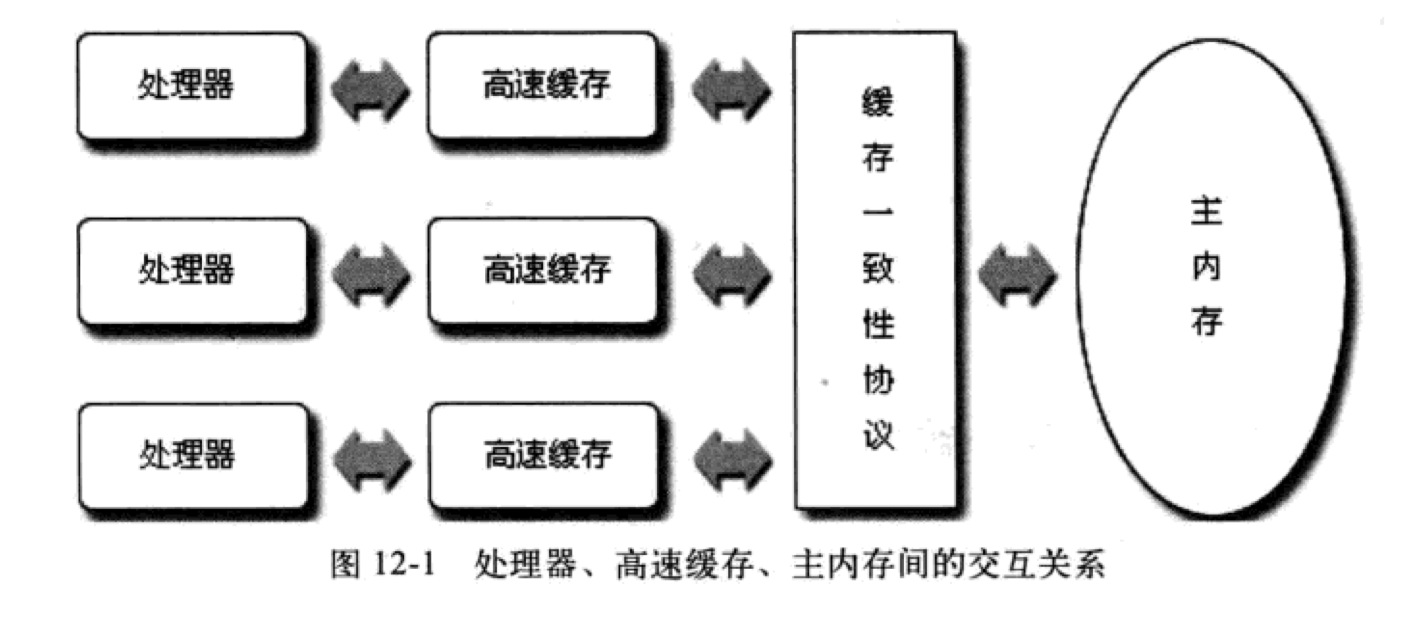 处理器
高速缓存
处理器
高速缓存
处理器
高速缓存
缓存一致性协议
主内存
图 12-1 处理器、高速缓存、主内存间的交互关系